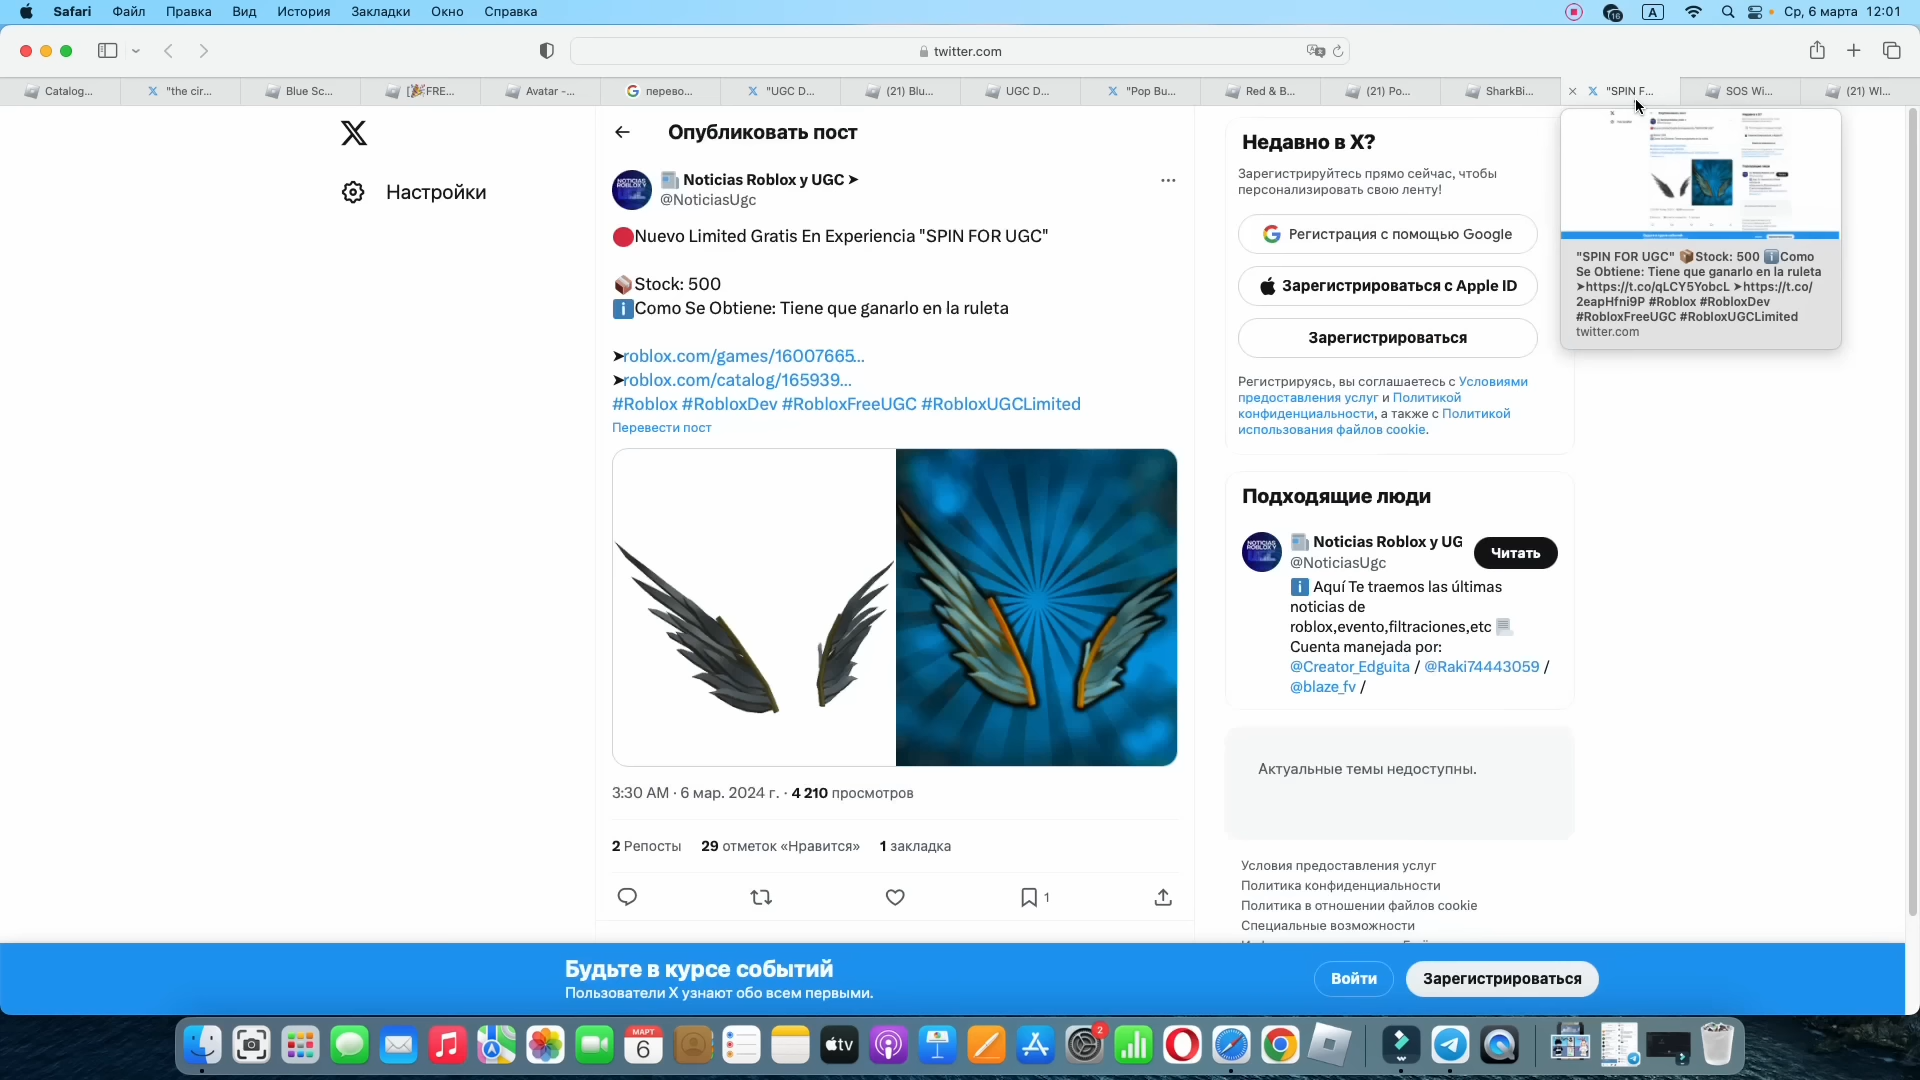 Safari Файл Правка Вид История Закладки Окно Справка
16 A Ср, 6 марта 12:01
twitter.com
Catalog... "the cir... Blue Sc... [🎉FRE... Avatar -... перево... "UGC D... (21) Blu... UGC D... "Pop Bu... Red & B... (21) Po... SharkBi... "SPIN F... SOS Wi... (21) WI...
Настройки
Опубликовать пост
Noticias Roblox y UGC ➤
@NoticiasUgc
🔴Nuevo Limited Gratis En Experiencia "SPIN FOR UGC"
📦Stock: 500
ℹ️Como Se Obtiene: Tiene que ganarlo en la ruleta
➤roblox.com/games/16007665...
➤roblox.com/catalog/165939...
#Roblox #RobloxDev #RobloxFreeUGC #RobloxUGCLimited
Перевести пост
3:30 AM · 6 мар. 2024 г. · 4 210 просмотров
2 Репосты 29 отметок «Нравится» 1 закладка
1
Недавно в X?
Зарегистрируйтесь прямо сейчас, чтобы
персонализировать свою ленту!
Регистрация с помощью Google
Зарегистрироваться с Apple ID
Зарегистрироваться
Регистрируясь, вы соглашаетесь с Условиями
предоставления услуг и Политикой
конфиденциальности, а также с Политикой
использования файлов cookie.
"SPIN FOR UGC" 📦Stock: 500 ℹ️Como
Se Obtiene: Tiene que ganarlo en la ruleta
➤https://t.co/qLCY5YobcL ➤https://t.co/
2eapHfni9P #Roblox #RobloxDev
#RobloxFreeUGC #RobloxUGCLimited
twitter.com
Подходящие люди
Noticias Roblox y UG
@NoticiasUgc
Читать
ℹ️ Aquí Te traemos las últimas
noticias de
roblox,evento,filtraciones,etc 📃
Cuenta manejada por:
@Creator_Edguita / @Raki74443059 /
@blaze_fv /
Актуальные темы недоступны.
Условия предоставления услуг
Политика конфиденциальности
Политика в отношении файлов cookie
Специальные возможности
Будьте в курсе событий
Пользователи X узнают обо всем первыми.
Войти
Зарегистрироваться
МАРТ
6
tv
2